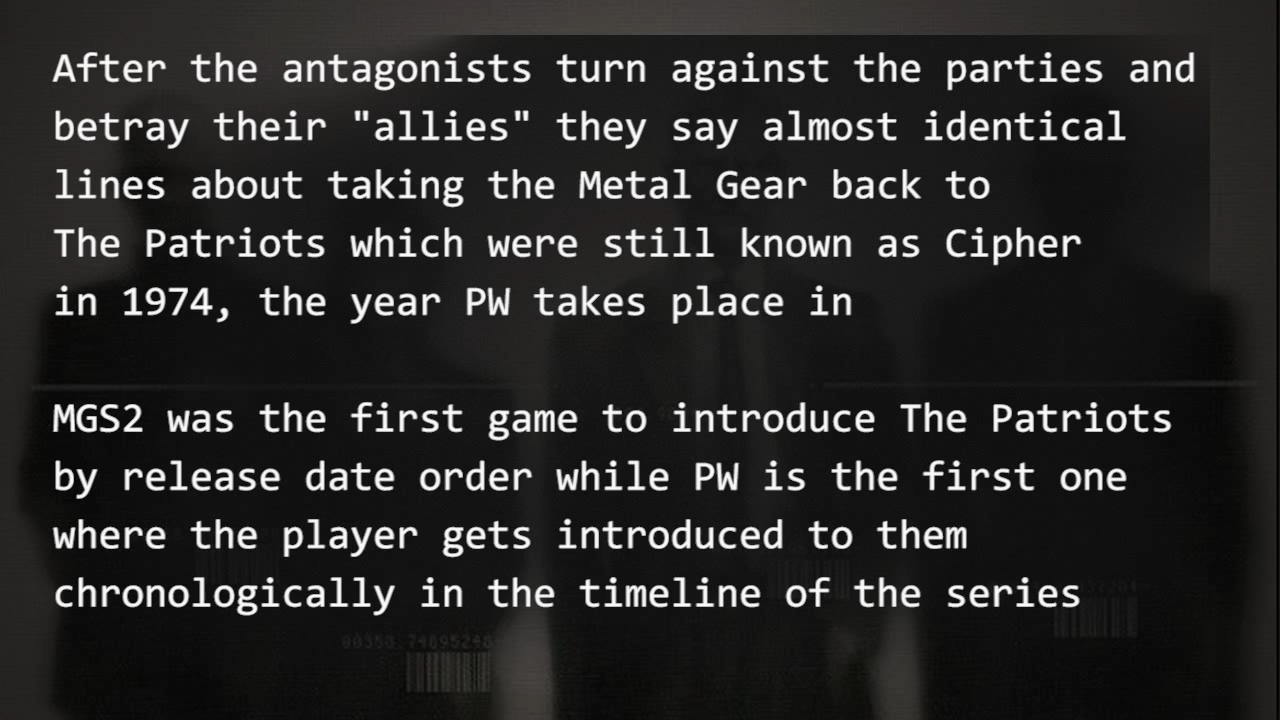 After the antagonists turn against the parties and
betray their "allies" they say almost identical
lines about taking the Metal Gear back to
The Patriots which were still known as Cipher
in 1974, the year PW takes place in
MGS2 was the first game to introduce The Patriots
by release date order while PW is the first one
where the player gets introduced to them
chronologically in the timeline of the series